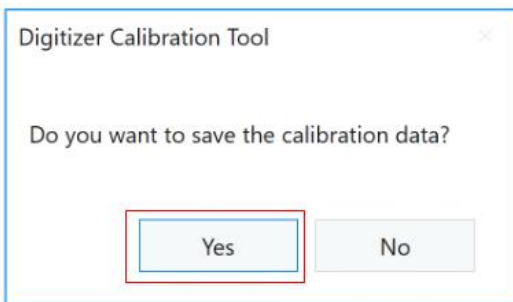 Digitizer Calibration Tool
Do you want to save the calibration data?
Yes No